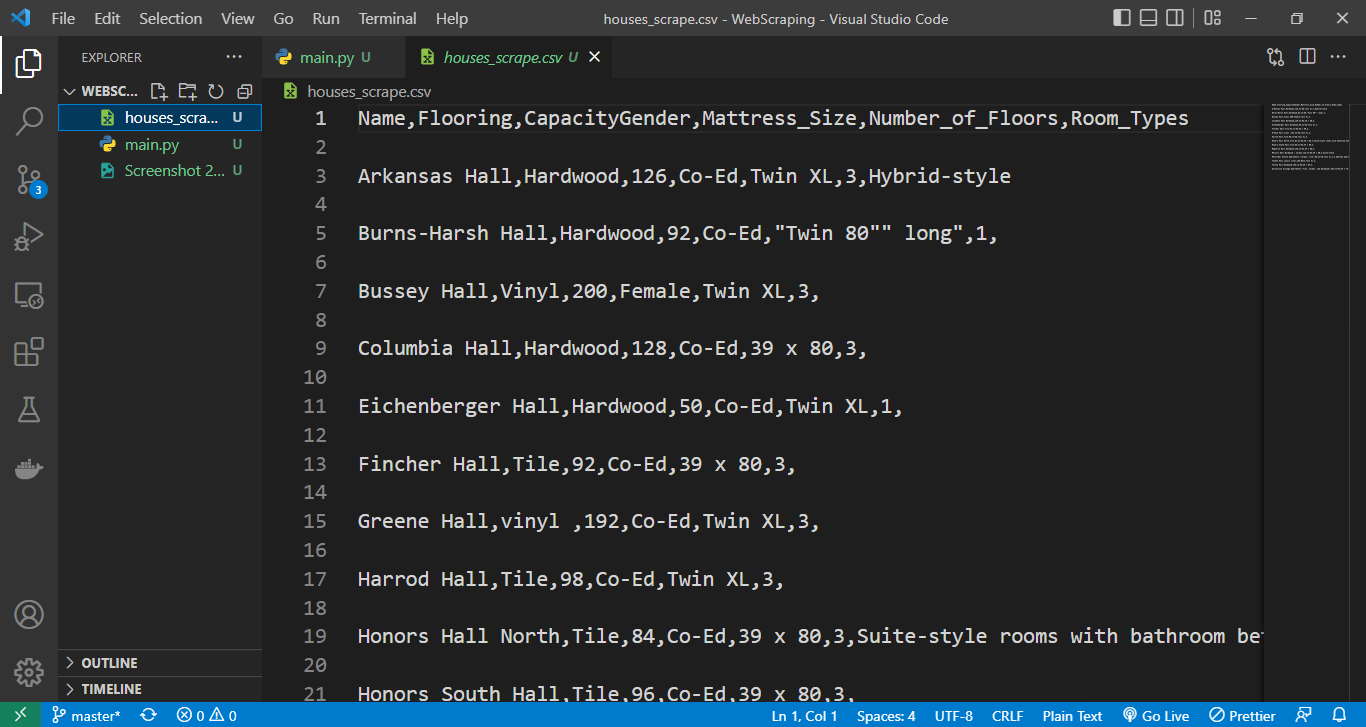 File Edit Selection View Go Run Terminal Help houses_scrape.csv - WebScraping - Visual Studio Code
EXPLORER ··· main.py U houses_scrape.csv U
WEBSC... houses_scrape.csv
houses_scra... U
main.py U
Screenshot 2... U
1 Name,Flooring,CapacityGender,Mattress_Size,Number_of_Floors,Room_Types
2
3 Arkansas Hall,Hardwood,126,Co-Ed,Twin XL,3,Hybrid-style
4
5 Burns-Harsh Hall,Hardwood,92,Co-Ed,"Twin 80"" long",1,
6
7 Bussey Hall,Vinyl,200,Female,Twin XL,3,
8
9 Columbia Hall,Hardwood,128,Co-Ed,39 x 80,3,
10
11 Eichenberger Hall,Hardwood,50,Co-Ed,Twin XL,1,
12
13 Fincher Hall,Tile,92,Co-Ed,39 x 80,3,
14
15 Greene Hall,vinyl ,192,Co-Ed,Twin XL,3,
16
17 Harrod Hall,Tile,98,Co-Ed,Twin XL,3,
18
19 Honors Hall North,Tile,84,Co-Ed,39 x 80,3,Suite-style rooms with bathroom be
20
21 Honors South Hall,Tile,96,Co-Ed,39 x 80,3,
3
OUTLINE
TIMELINE
master* 0 0 Ln 1, Col 1 Spaces: 4 UTF-8 CRLF Plain Text Go Live Prettier